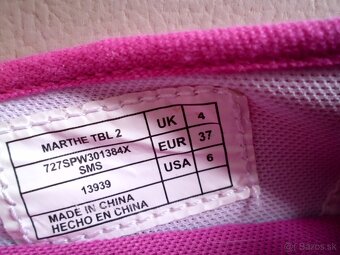 MARTHE TBL 2
727SPW301384X
SMS
13939
MADE IN CHINA
HECHO EN CHINA
UK 4
EUR 37
USA 6
bazos.sk